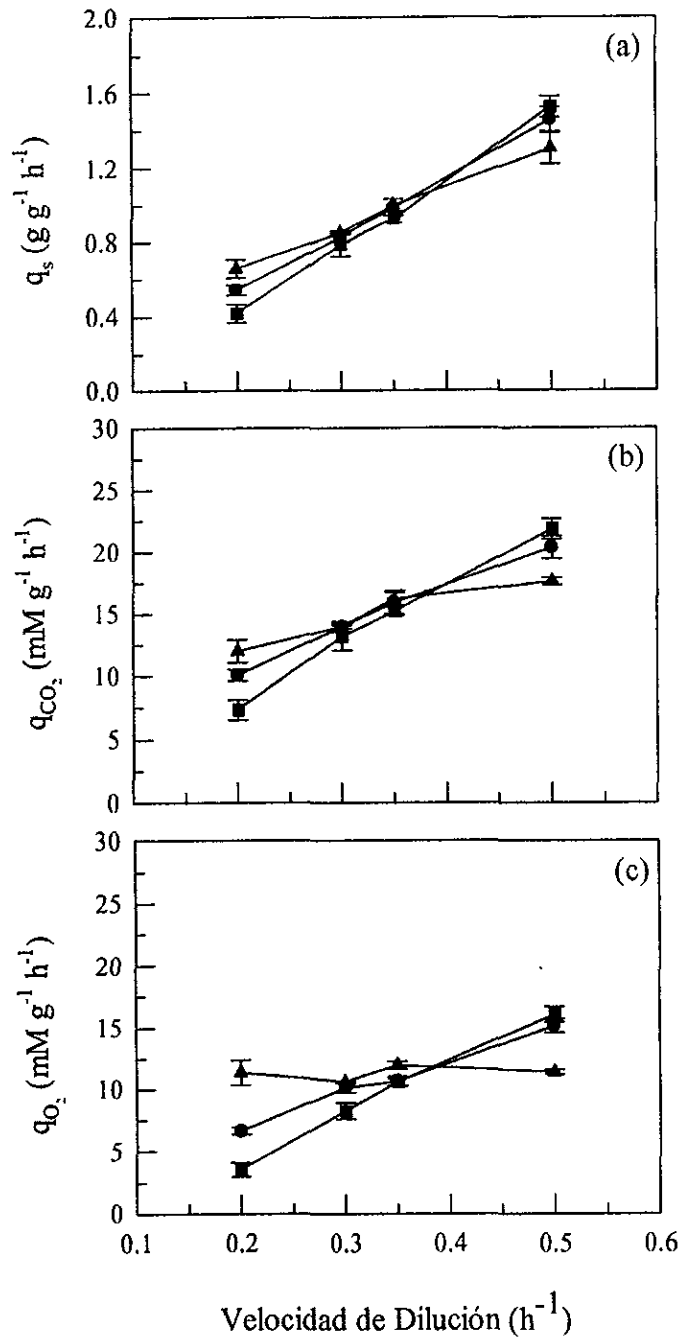 (a)
2.0
1.6
1.2
0.8
0.4
0.0
q_s (g g⁻¹ h⁻¹)
(b)
30
25
20
15
10
5
0
q_CO₂ (mM g⁻¹ h⁻¹)
(c)
30
25
20
15
10
5
0
q_O₂ (mM g⁻¹ h⁻¹)
0.1 0.2 0.3 0.4 0.5 0.6
Velocidad de Dilución (h⁻¹)